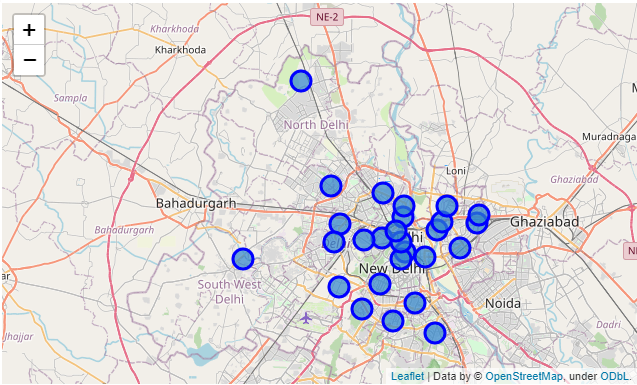 +
−
NE-2
Kharkhoda
Kharkhoda
Sampla
North Delhi
Muradnagar
Loni
Ghaziabad
Bahadurgarh
Bahadurgarh
Ghaziabad
New Delhi
South West
Delhi
Noida
Dadri
Jhajjar
Leaflet | Data by © OpenStreetMap, under ODbL.